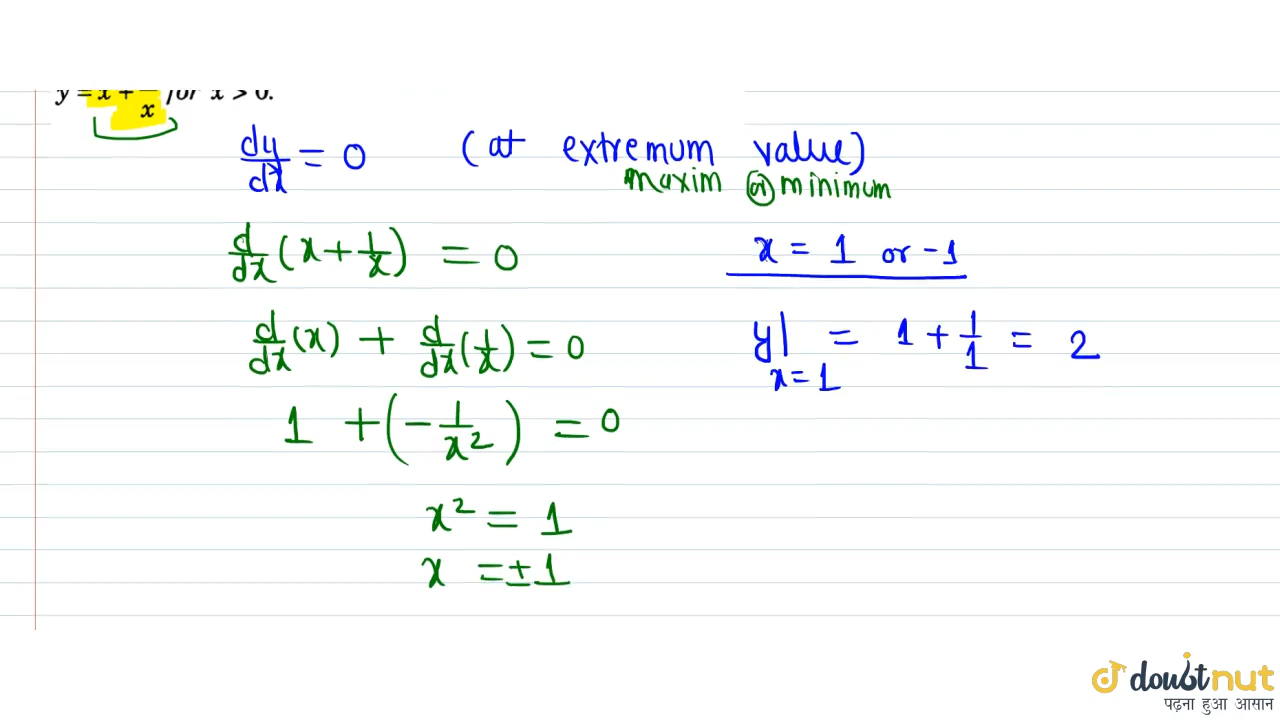 y = x + 1/x for x > 0.
dy/dx = 0 (at extremum value)
maxim or minimum
d/dx (x + 1/x) = 0
x = 1 or -1
d/dx (x) + d/dx (1/x) = 0
y| x=1 = 1 + 1/1 = 2
1 + (- 1/x²) = 0
x² = 1
x = ± 1
doubtnut
पढ़ना हुआ आसान